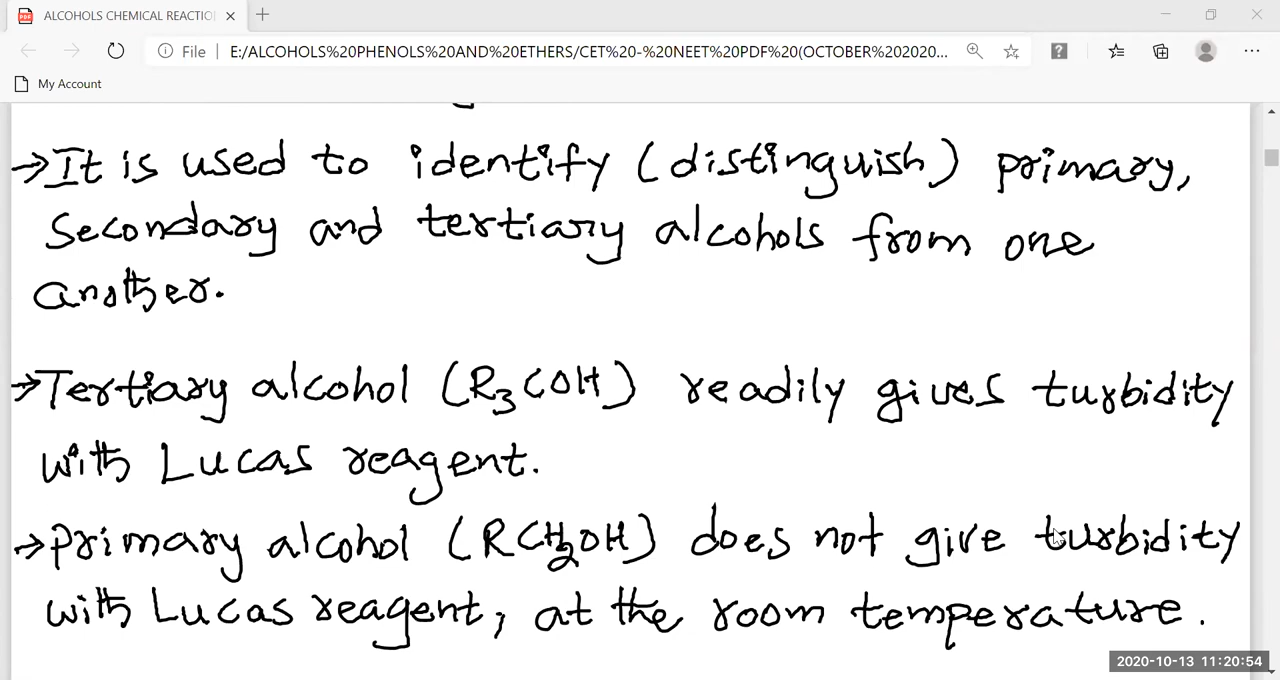 ALCOHOLS CHEMICAL REACTIO
File
E:/ALCOHOLS%20PHENOLS%20AND%20ETHERS/CET%20-%20NEET%20PDF%20(OCTOBER%202020...
My Account
→It is used to identify (distinguish) primary,
Secondary and tertiary alcohols from one
another.
→Tertiary alcohol (R₃COH) readily gives turbidity
with Lucas reagent.
→Primary alcohol (RCH₂OH) does not give turbidity
with Lucas reagent, at the room temperature.
2020-10-13 11:20:54